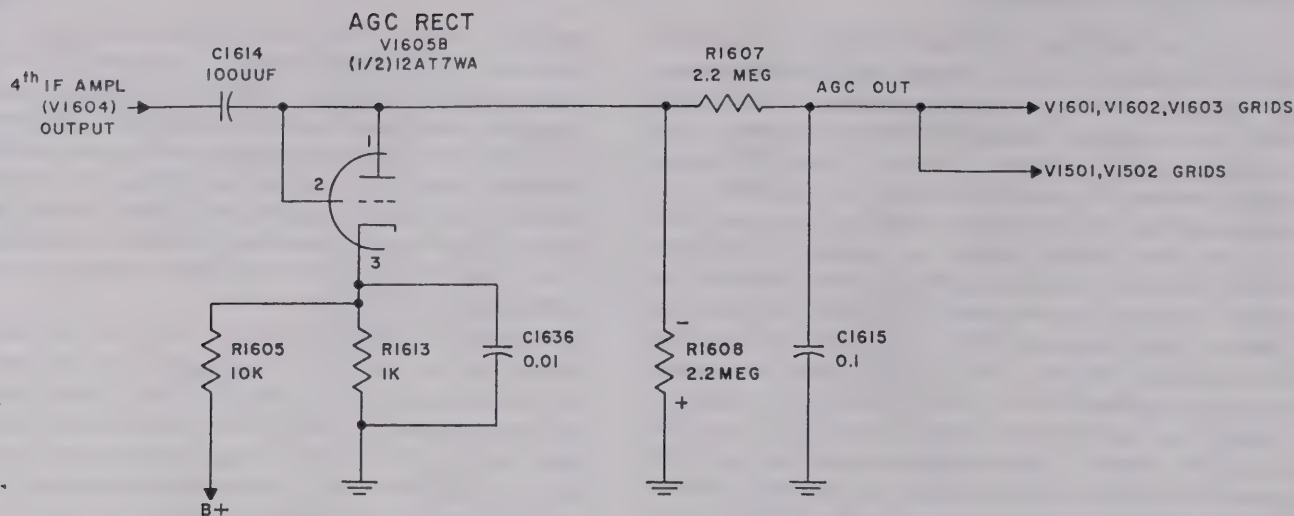 AGC RECT
V1605B
(1/2)12AT7WA
C1614
100UUF
4th IF AMPL
(V1604)
OUTPUT
R1607
2.2 MEG
AGC OUT
V1601,V1602,V1603 GRIDS
V1501,V1502 GRIDS
1
2
3
R1605
10K
R1613
1K
C1636
0.01
-
R1608
2.2MEG
+
C1615
0.1
B+